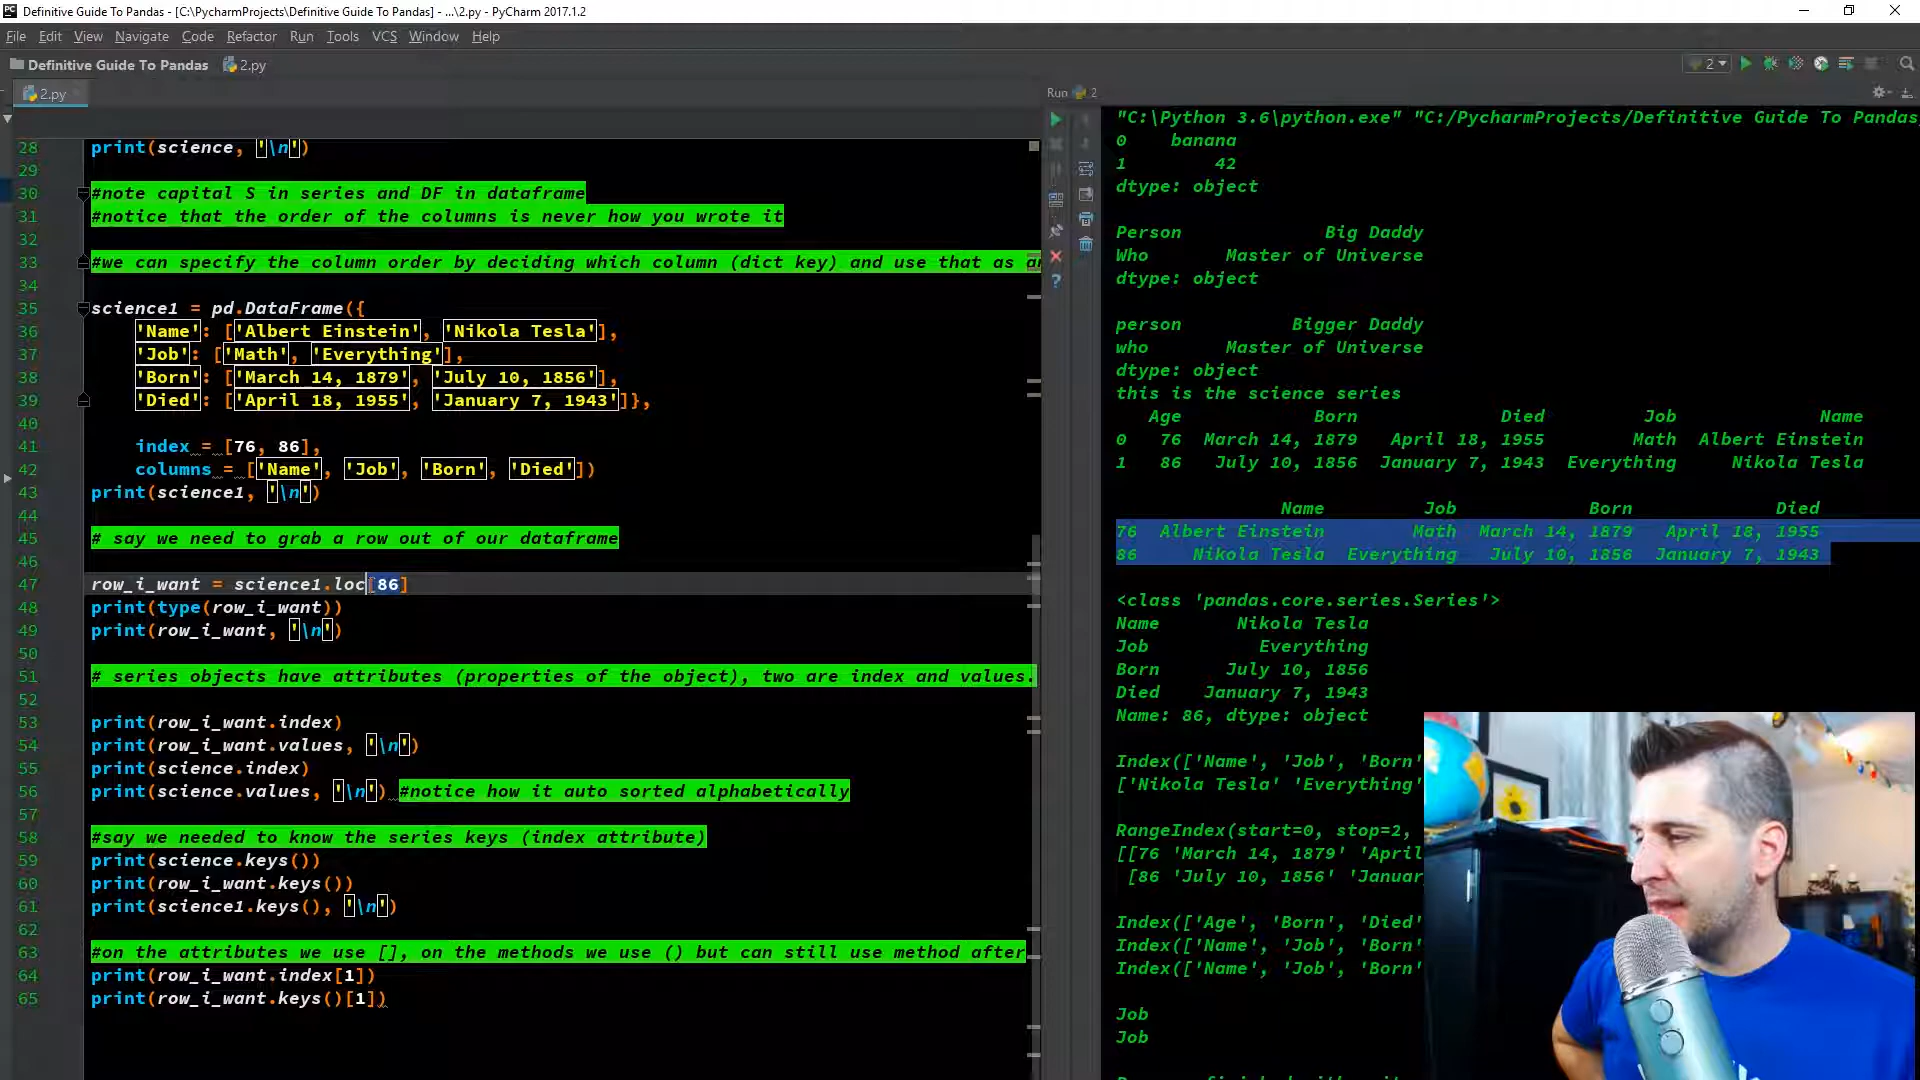 Definitive Guide To Pandas - [C:\PycharmProjects\Definitive Guide To Pandas] - ...\2.py - PyCharm 2017.1.2
File Edit View Navigate Code Refactor Run Tools VCS Window Help
Definitive Guide To Pandas 2.py
2
2.py
28 print(science, '\n')
29
30 #note capital S in series and DF in dataframe
31 #notice that the order of the columns is never how you wrote it
32
33 #we can specify the column order by deciding which column (dict key) and use that as
34
35 science1 = pd.DataFrame({
36 'Name': ['Albert Einstein', 'Nikola Tesla'],
37 'Job': ['Math', 'Everything'],
38 'Born': ['March 14, 1879', 'July 10, 1856'],
39 'Died': ['April 18, 1955', 'January 7, 1943']},
40
41 index = [76, 86],
42 columns = ['Name', 'Job', 'Born', 'Died'])
43 print(science1, '\n')
44
45 # say we need to grab a row out of our dataframe
46
47 row_i_want = science1.loc[86]
48 print(type(row_i_want))
49 print(row_i_want, '\n')
50
51 # series objects have attributes (properties of the object), two are index and values.
52
53 print(row_i_want.index)
54 print(row_i_want.values, '\n')
55 print(science.index)
56 print(science.values, '\n') #notice how it auto sorted alphabetically
57
58 #say we needed to know the series keys (index attribute)
59 print(science.keys())
60 print(row_i_want.keys())
61 print(science1.keys(), '\n')
62
63 #on the attributes we use [], on the methods we use () but can still use method after
64 print(row_i_want.index[1])
65 print(row_i_want.keys()[1])
Run 2
"C:\Python 3.6\python.exe" "C:/PycharmProjects/Definitive Guide To Pandas
0 banana
1 42
dtype: object
Person Big Daddy
Who Master of Universe
dtype: object
person Bigger Daddy
who Master of Universe
dtype: object
this is the science series
Age Born Died Job Name
0 76 March 14, 1879 April 18, 1955 Math Albert Einstein
1 86 July 10, 1856 January 7, 1943 Everything Nikola Tesla
Name Job Born Died
76 Albert Einstein Math March 14, 1879 April 18, 1955
86 Nikola Tesla Everything July 10, 1856 January 7, 1943
<class 'pandas.core.series.Series'>
Name Nikola Tesla
Job Everything
Born July 10, 1856
Died January 7, 1943
Name: 86, dtype: object
Index(['Name', 'Job', 'Born'
['Nikola Tesla' 'Everything'
RangeIndex(start=0, stop=2,
[[76 'March 14, 1879' 'April
[86 'July 10, 1856' 'Januar
Index(['Age', 'Born', 'Died'
Index(['Name', 'Job', 'Born'
Index(['Name', 'Job', 'Born'
Job
Job